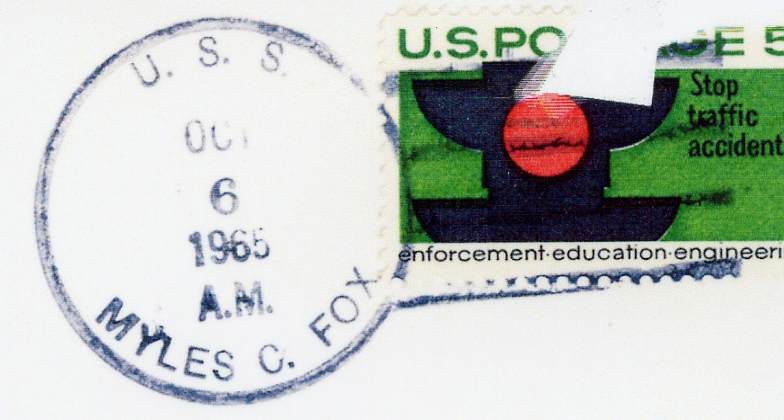 U. S. S.
OCT
6
1965
A.M.
MYLES C. FOX
U.S.PO GE 5
Stop
traffic
accident
enforcement·education·engineeri